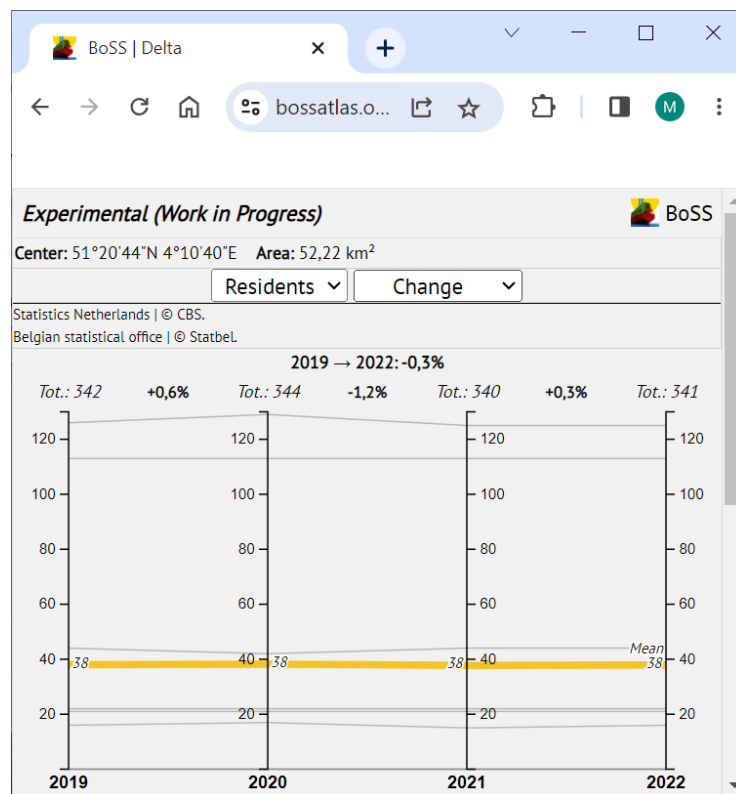 BoSS | Delta
bossatlas.o...
M
Experimental (Work in Progress)
BoSS
Center: 51°20'44"N 4°10'40"E Area: 52,22 km²
Residents Change
Statistics Netherlands | © CBS.
Belgian statistical office | © Statbel.
2019 → 2022: -0,3%
Tot.: 342 +0,6% Tot.: 344 -1,2% Tot.: 340 +0,3% Tot.: 341
120 120 120 120
100 100 100 100
80 80 80 80
60 60 60 60
Mean
40 38 40 38 38 40 38 40
20 20 20 20
2019 2020 2021 2022